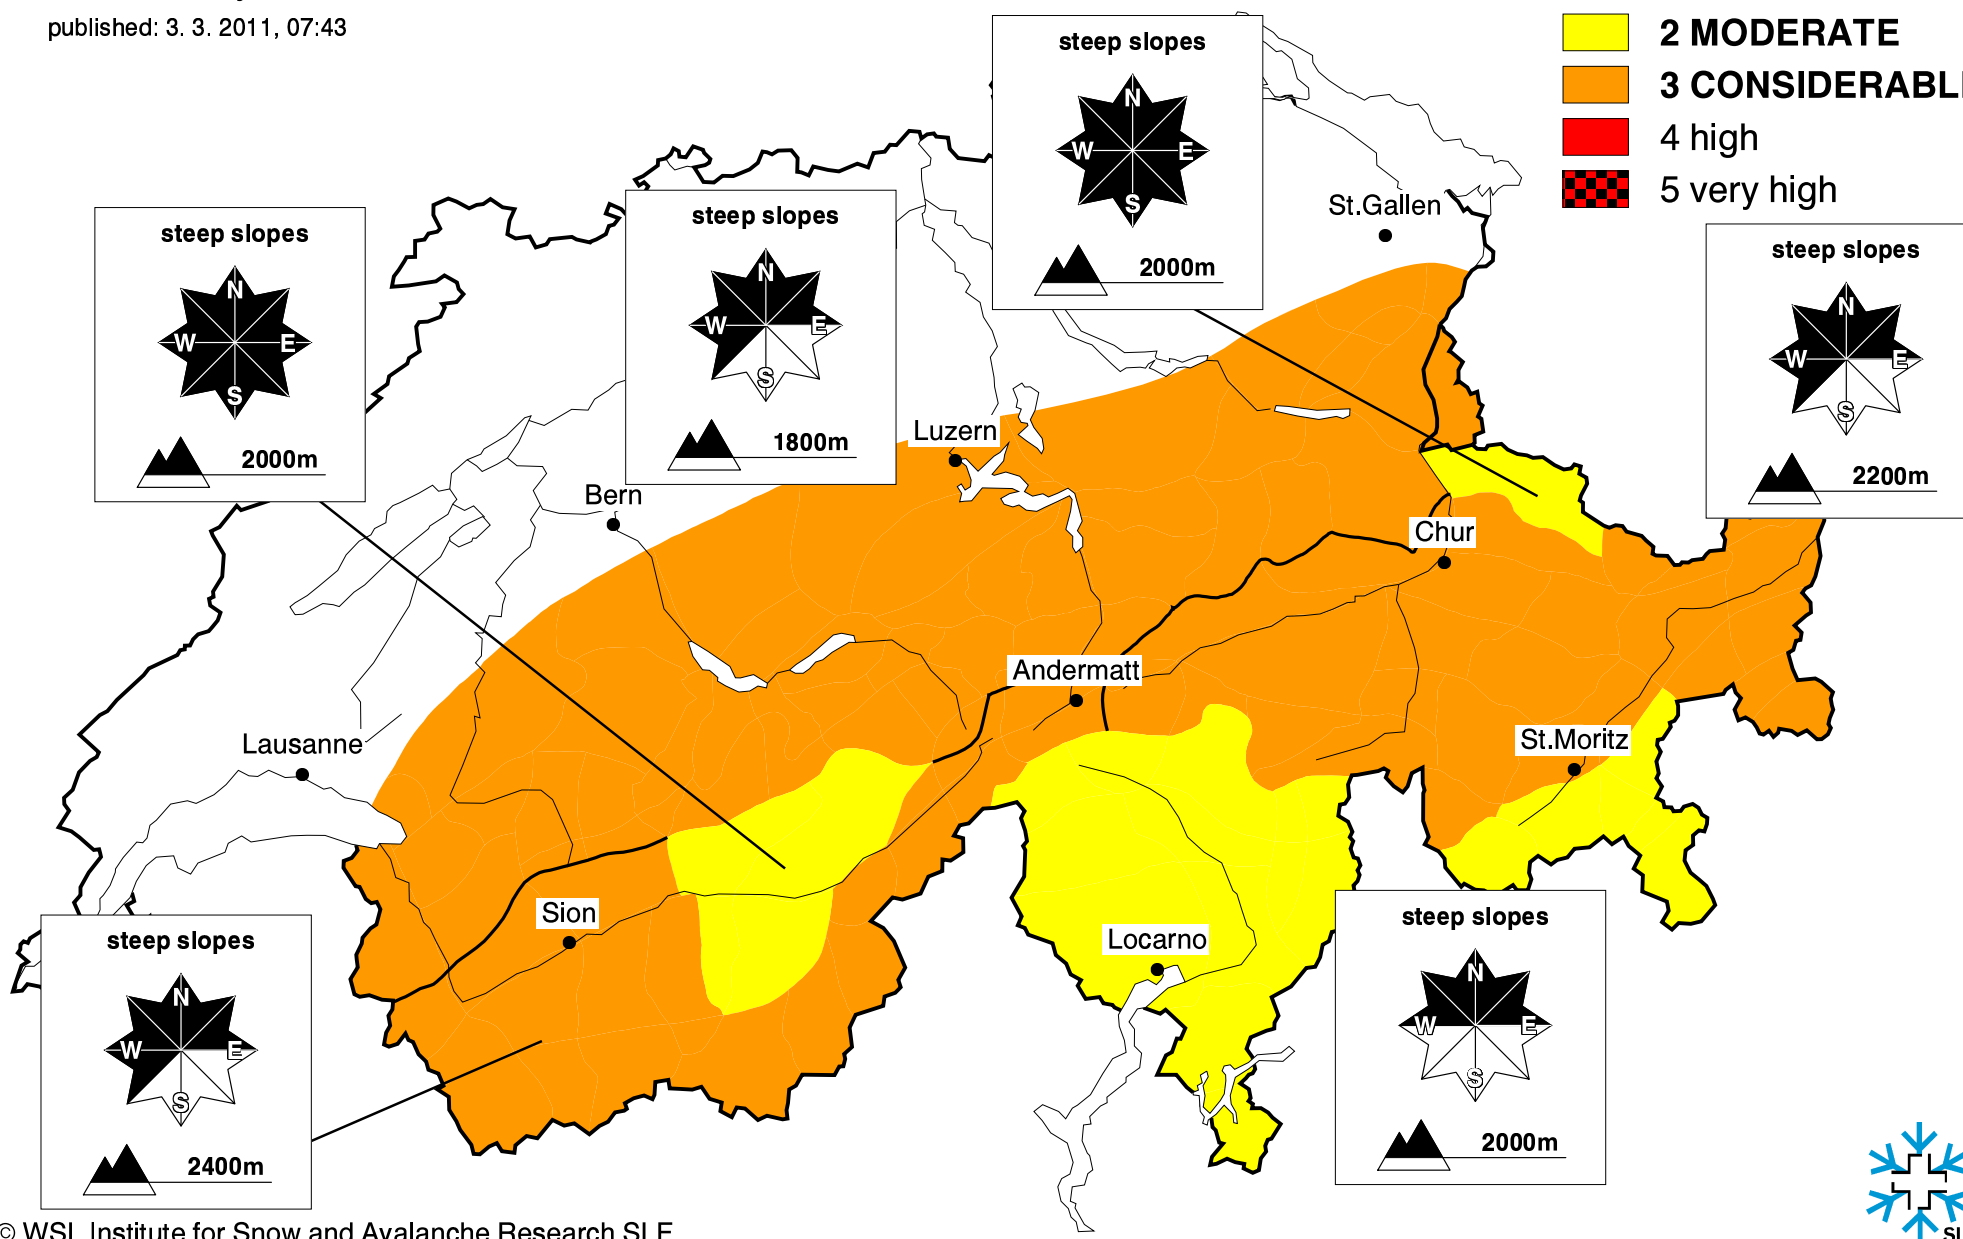 published: 3. 3. 2011, 07:43
2 MODERATE
3 CONSIDERABLE
4 high
5 very high
steep slopes
N
W E
S
2000m
steep slopes
N
W E
S
2000m
steep slopes
N
W E
S
1800m
steep slopes
N
W E
S
2200m
St.Gallen
Luzern
Bern
Chur
Andermatt
Lausanne
St.Moritz
Sion
Locarno
steep slopes
N
W E
S
2400m
steep slopes
N
W E
S
2000m
© WSL Institute for Snow and Avalanche Research SLF